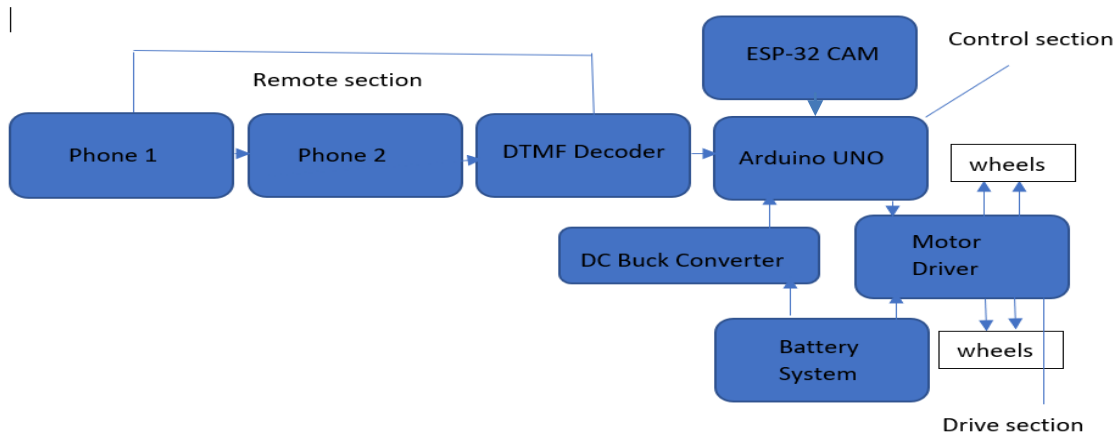 ESP-32 CAM
Control section
Remote section
Phone 1
Phone 2
DTMF Decoder
Arduino UNO
wheels
DC Buck Converter
Motor
Driver
Battery
System
wheels
Drive section